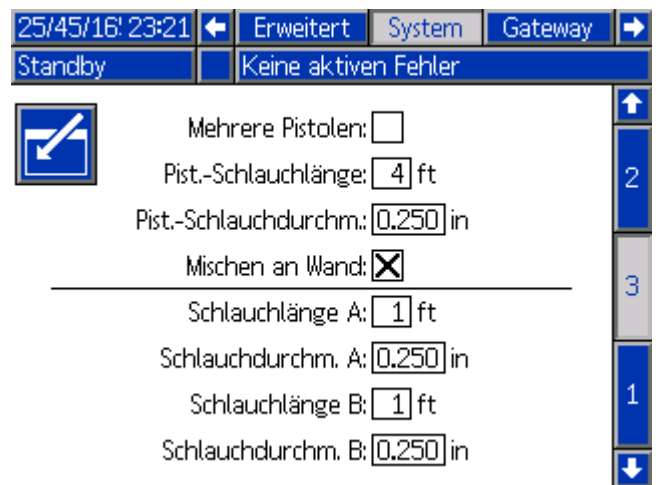 25/45/16! 23:21 Erweitert System Gateway
Standby Keine aktiven Fehler
Mehrere Pistolen:
Pist.-Schlauchlänge: 4 ft
2
Pist.-Schlauchdurchm.: 0.250 in
Mischen an Wand:
3
Schlauchlänge A: 1 ft
Schlauchdurchm. A: 0.250 in
Schlauchlänge B: 1 ft
1
Schlauchdurchm. B: 0.250 in